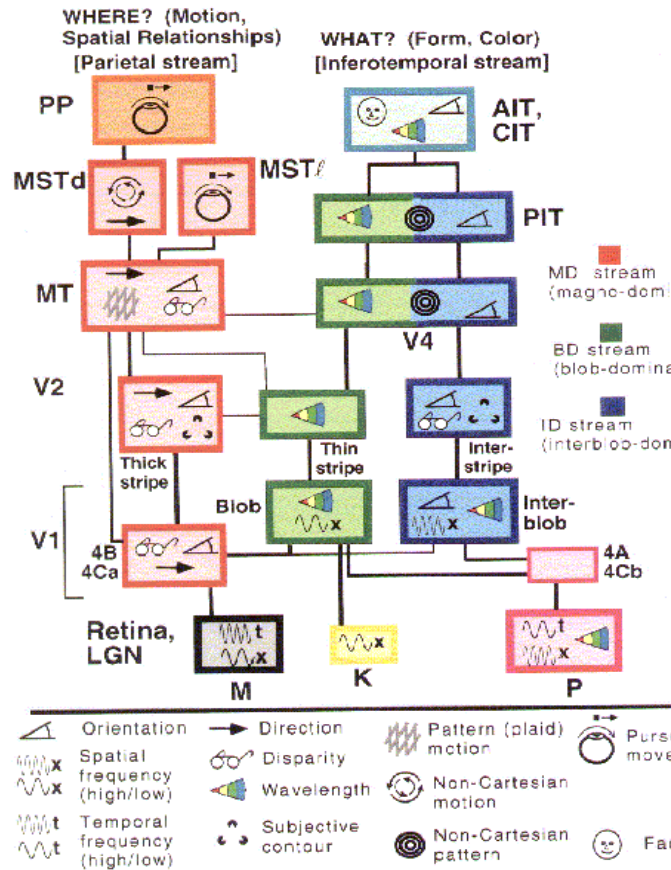 WHERE? (Motion,
Spatial Relationships)
[Parietal stream]
WHAT? (Form, Color)
[Inferotemporal stream]
PP
AIT,
CIT
MSTd
MSTℓ
PIT
MT
V4
MD stream
(magno-domi
BD stream
(blob-domina
ID stream
(interblob-dom
V2
Thick
stripe
Thin
stripe
Inter-
stripe
V1
Blob
Inter-
blob
x
x
4B
4Ca
4A
4Cb
Retina,
LGN
t
x
x
t
x
M
K
P
Orientation
Direction
Pattern (plaid)
motion
Purs
move
x Spatial
x frequency
(high/low)
Disparity
Wavelength
Non-Cartesian
motion
t Temporal
t frequency
(high/low)
Subjective
contour
Non-Cartesian
pattern
Fac